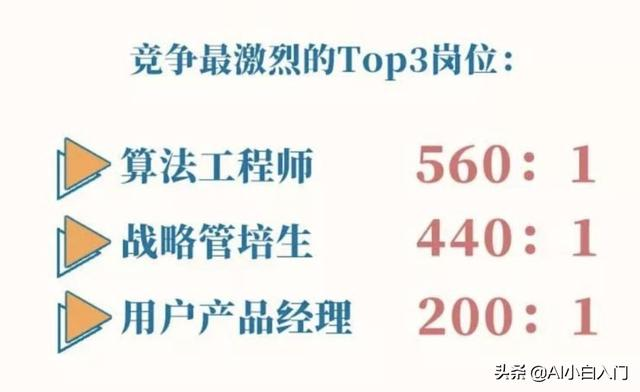 竞争最激烈的Top3岗位：
算法工程师 560：1
战略管培生 440：1
用户产品经理 200：1
头条 @AI小白入门